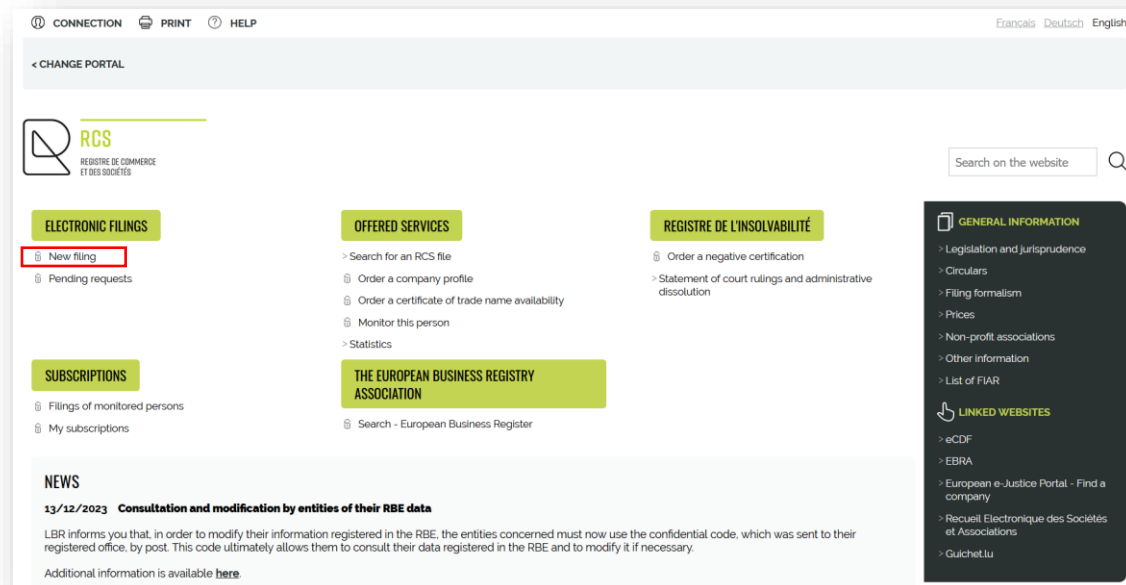 CONNECTION PRINT HELP
Français Deutsch English
< CHANGE PORTAL
RCS
REGISTRE DE COMMERCE
ET DES SOCIÉTÉS
Search on the website
ELECTRONIC FILINGS
New filing
Pending requests
OFFERED SERVICES
> Search for an RCS file
Order a company profile
Order a certificate of trade name availability
Monitor this person
> Statistics
REGISTRE DE L'INSOLVABILITÉ
Order a negative certification
> Statement of court rulings and administrative
dissolution
SUBSCRIPTIONS
Filings of monitored persons
My subscriptions
THE EUROPEAN BUSINESS REGISTRY
ASSOCIATION
Search - European Business Register
GENERAL INFORMATION
> Legislation and jurisprudence
> Circulars
> Filing formalism
> Prices
> Non-profit associations
> Other information
> List of FIAR
LINKED WEBSITES
> eCDF
> EBRA
> European e-Justice Portal - Find a
company
> Recueil Electronique des Sociétés
et Associations
> Guichet.lu
NEWS
13/12/2023 Consultation and modification by entities of their RBE data
LBR informs you that, in order to modify their information registered in the RBE, the entities concerned must now use the confidential code, which was sent to their
registered office, by post. This code ultimately allows them to consult their data registered in the RBE and to modify it if necessary.
Additional information is available here.